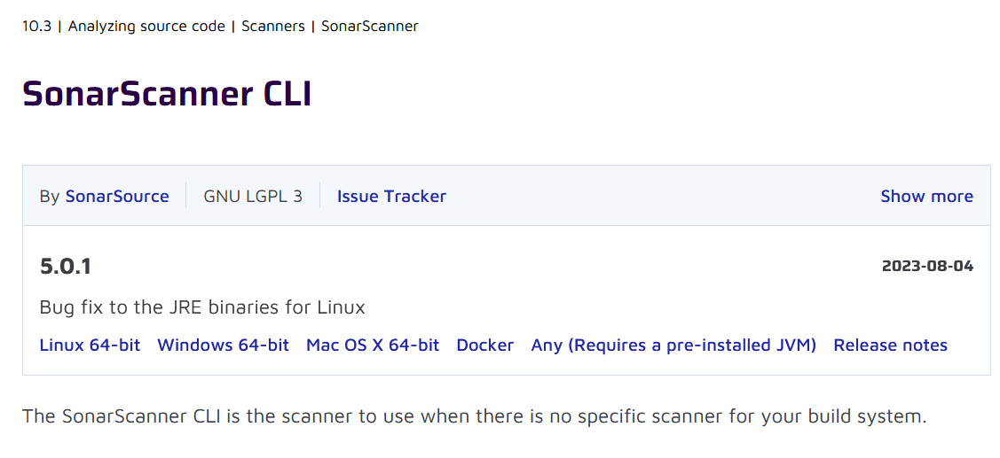 10.3 | Analyzing source code | Scanners | SonarScanner
SonarScanner CLI
By SonarSource GNU LGPL 3 Issue Tracker Show more
5.0.1 2023-08-04
Bug fix to the JRE binaries for Linux
Linux 64-bit Windows 64-bit Mac OS X 64-bit Docker Any (Requires a pre-installed JVM) Release notes
The SonarScanner CLI is the scanner to use when there is no specific scanner for your build system.